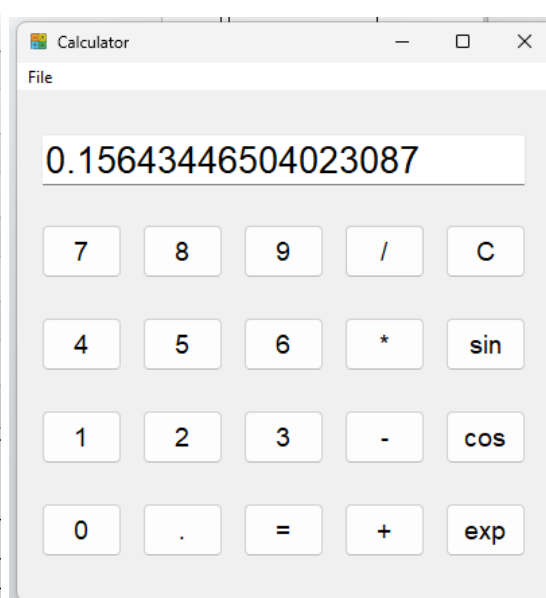 Calculator
File
0.15643446504023087
7 8 9 / C
4 5 6 * sin
1 2 3 - cos
0 . = + exp